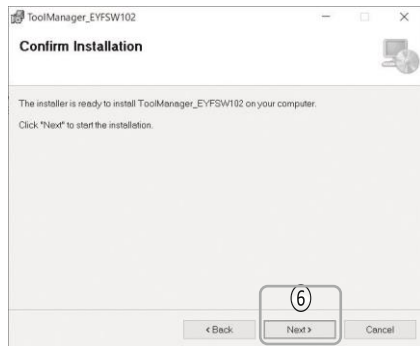 ToolManager_EYFSW102
Confirm Installation
The installer is ready to install ToolManager_EYFSW102 on your computer.
Click "Next" to start the installation.
⑥
< Back
Next >
Cancel